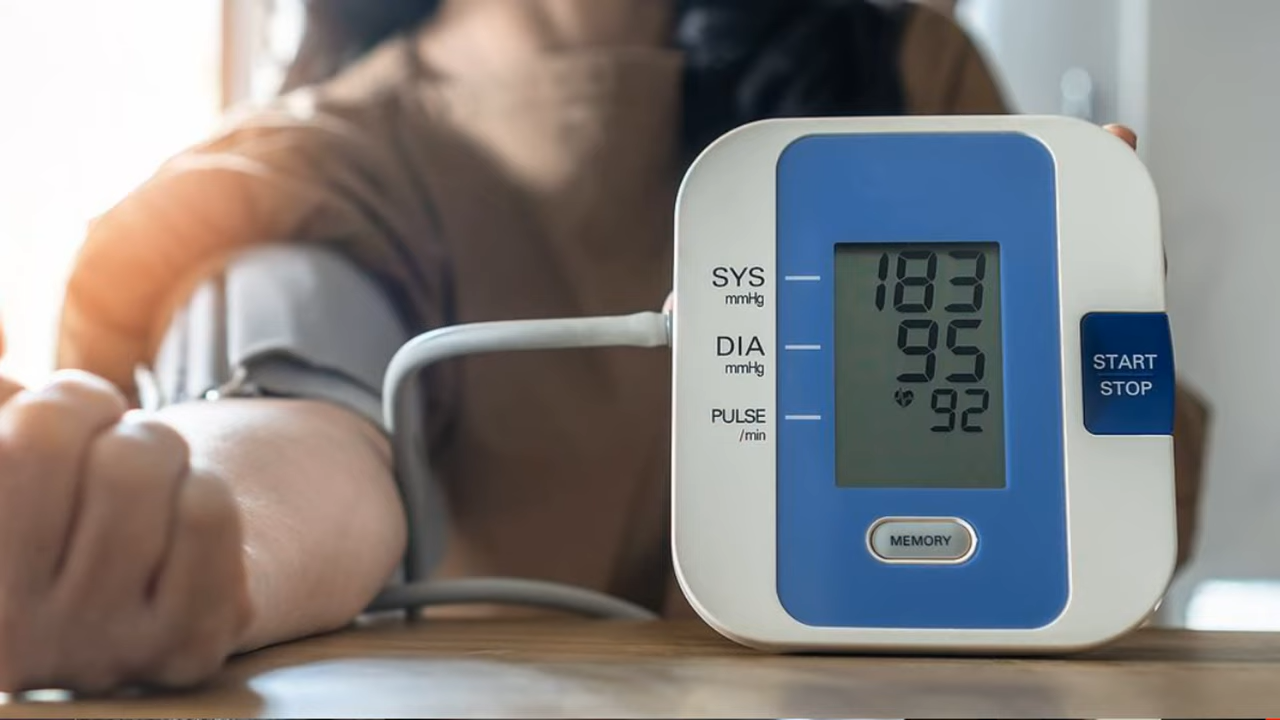 SYS
mmHg
183
DIA
mmHg
95
PULSE
/min
92
START
STOP
MEMORY